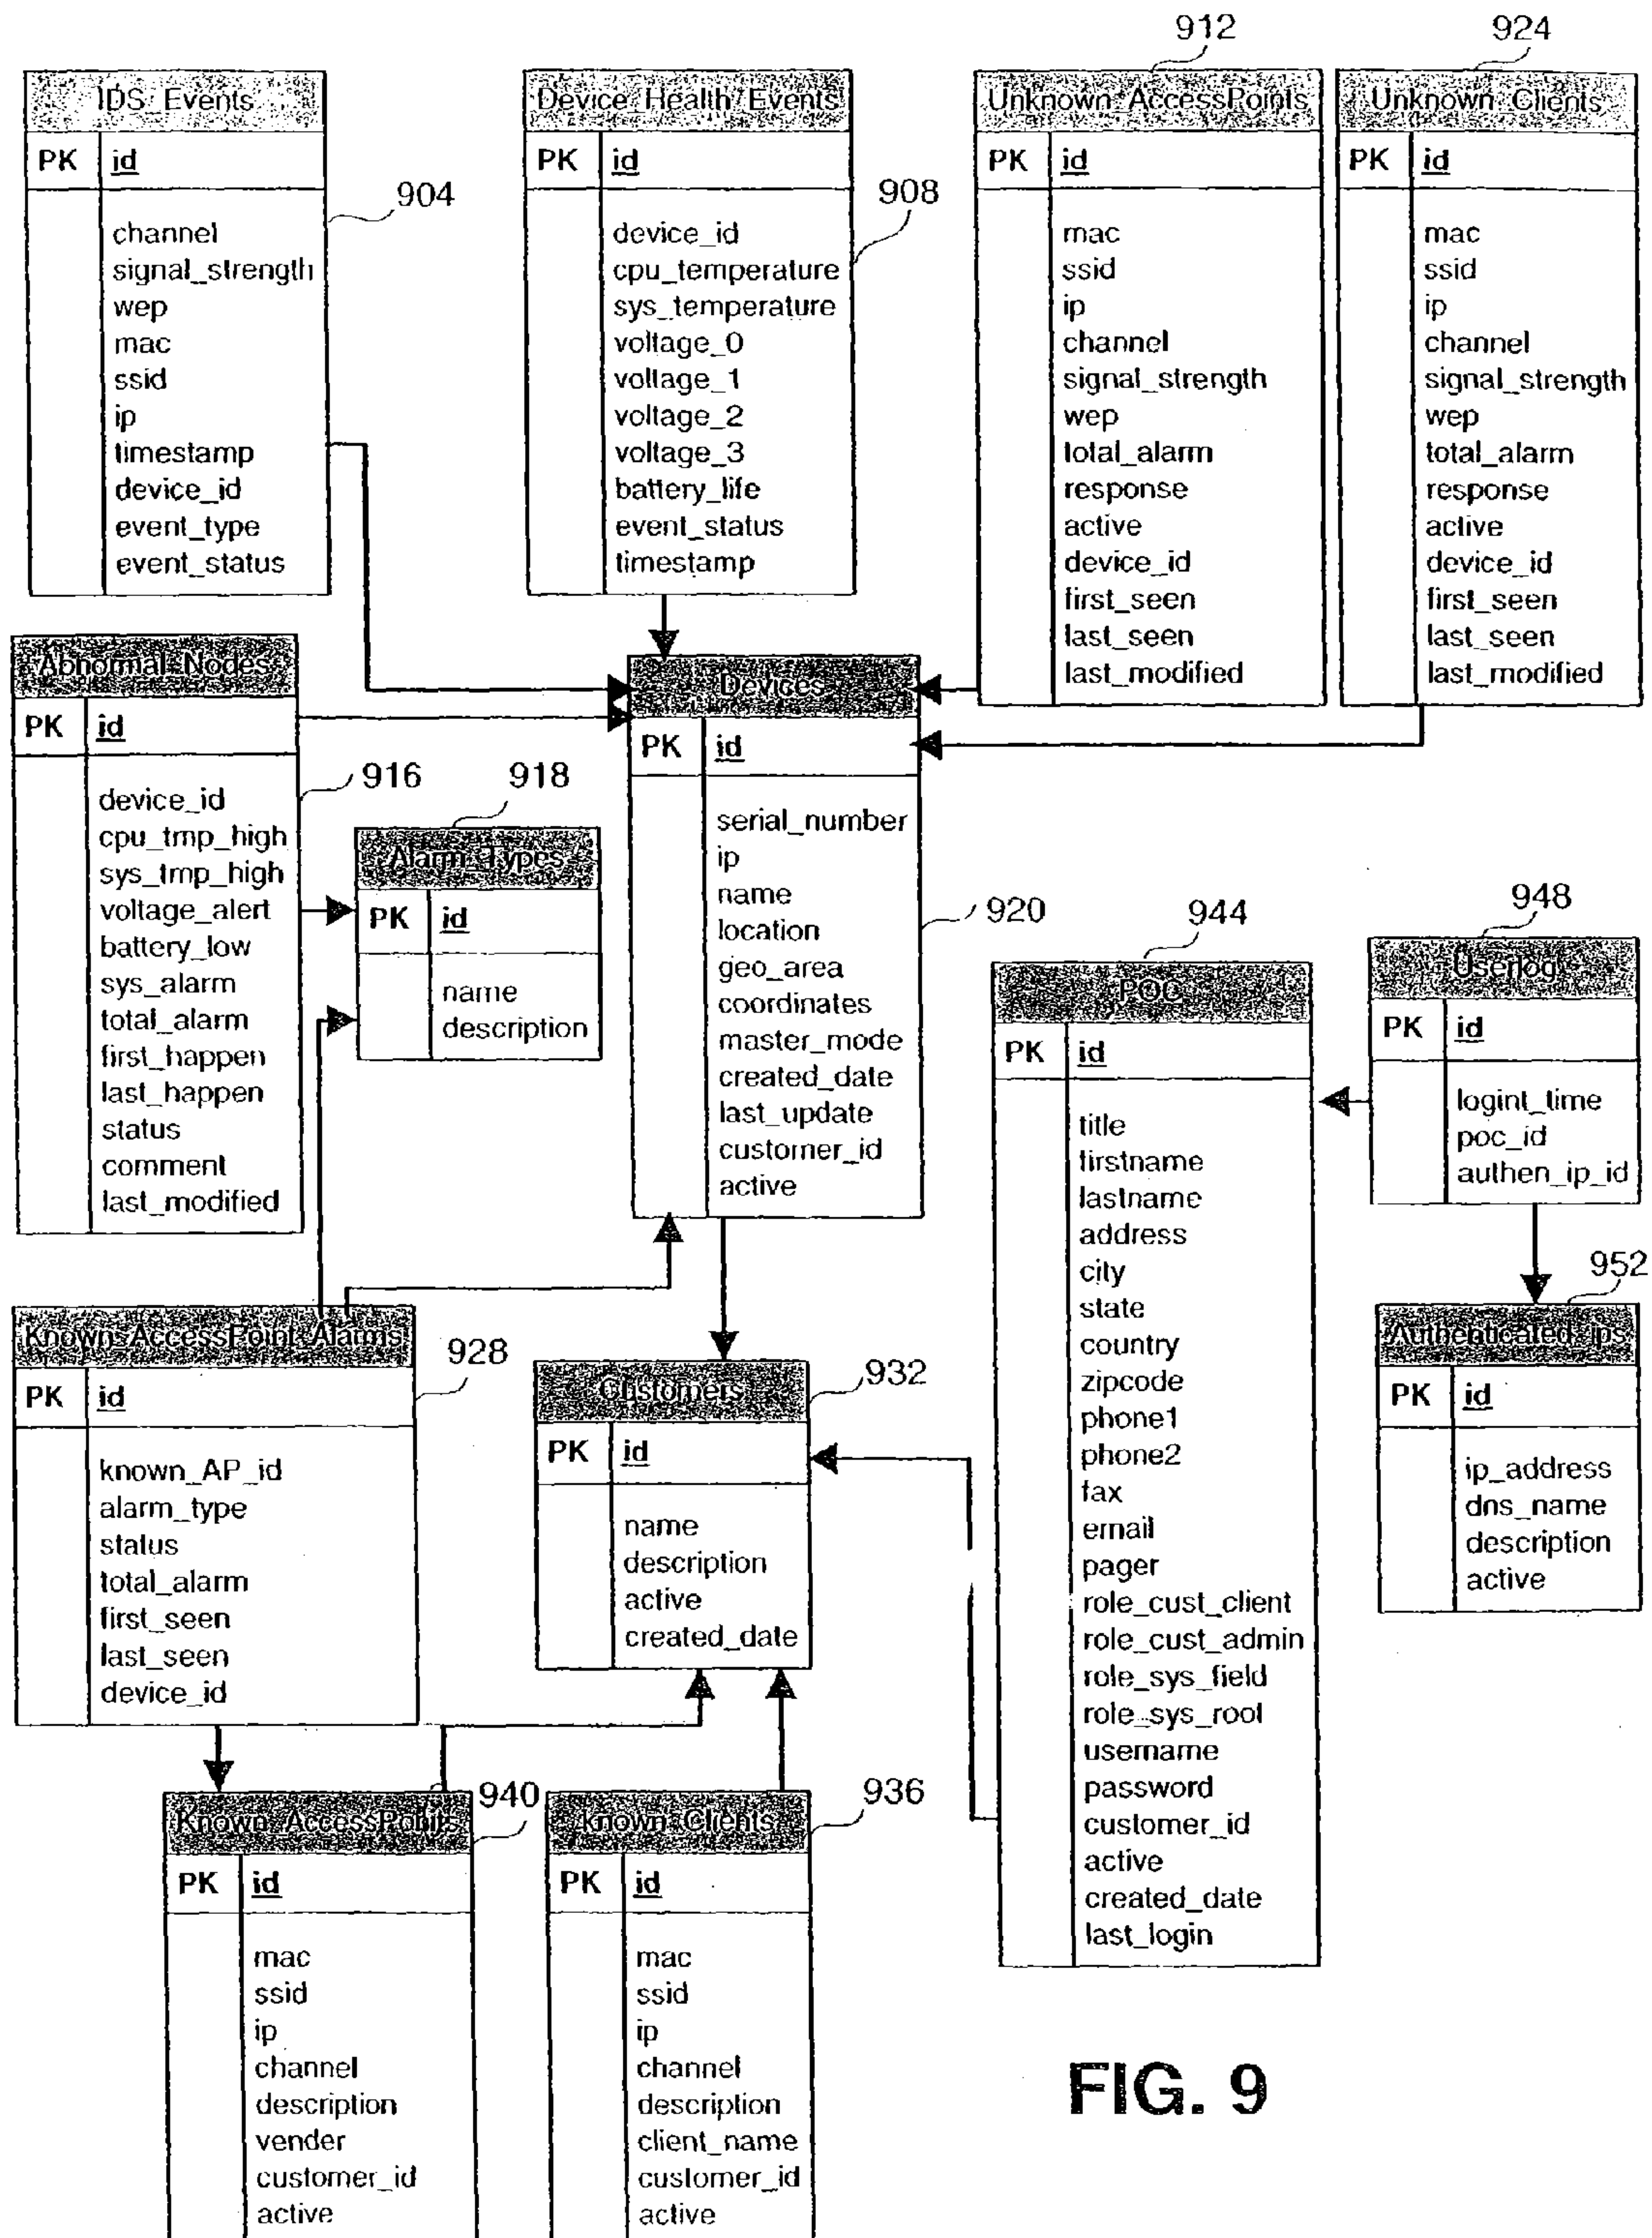 912
924
IDS_Events
PK id
904
channel
signal_strength
wep
mac
ssid
ip
timestamp
device_id
event_type
event_status
Device_Health_Events
PK id
908
device_id
cpu_temperature
sys_temperature
voltage_0
voltage_1
voltage_2
voltage_3
battery_life
event_status
timestamp
Unknown_AccessPoints
PK id
mac
ssid
ip
channel
signal_strength
wep
total_alarm
response
active
device_id
first_seen
last_seen
last_modified
Unknown_Clients
PK id
mac
ssid
ip
channel
signal_strength
wep
total_alarm
response
active
device_id
first_seen
last_seen
last_modified
Abnormal_Nodes
PK id
916
device_id
cpu_tmp_high
sys_tmp_high
voltage_alert
battery_low
sys_alarm
total_alarm
first_happen
last_happen
status
comment
last_modified
918
Alarm_Types
PK id
name
description
Devices
PK id
serial_number
ip
name
location
geo_area
coordinates
master_mode
created_date
last_update
customer_id
active
920
944
POC
PK id
title
firstname
lastname
address
city
state
country
zipcode
phone1
phone2
fax
email
pager
role_cust_client
role_cust_admin
role_sys_field
role_sys_root
username
password
customer_id
active
created_date
last_login
948
Userlog
PK id
logint_time
poc_id
authen_ip_id
952
Authenticated_ips
PK id
ip_address
dns_name
description
active
Known_AccessPoint_Alarms
928
PK id
known_AP_id
alarm_type
status
total_alarm
first_seen
last_seen
device_id
Customers
932
PK id
name
description
active
created_date
940
Known_AccessPoints
PK id
mac
ssid
ip
channel
description
vender
customer_id
active
936
known_Clients
PK id
mac
ssid
ip
channel
description
client_name
customer_id
active
FIG. 9